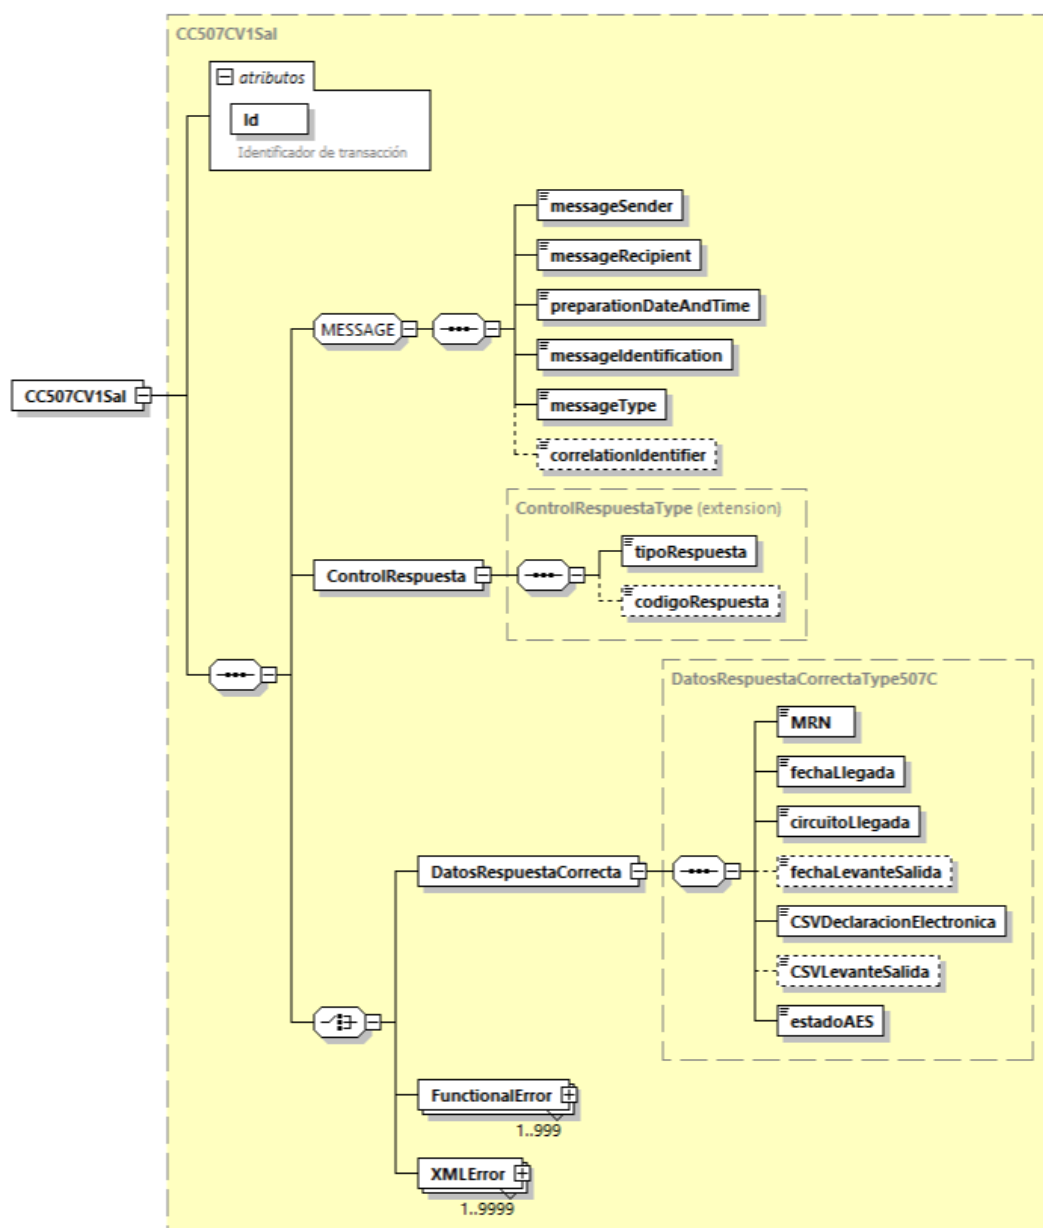 CC507CV1Sal
atributos
Id
Identificador de transacción
messageSender
messageRecipient
preparationDateAndTime
MESSAGE
messageIdentification
CC507CV1Sal
messageType
correlationIdentifier
ControlRespuestaType (extension)
tipoRespuesta
ControlRespuesta
codigoRespuesta
DatosRespuestaCorrectaType507C
MRN
fechaLlegada
circuitoLlegada
DatosRespuestaCorrecta
fechaLevanteSalida
CSVDeclaracionElectronica
CSVLevanteSalida
estadoAES
FunctionalError
1..999
XMLError
1..9999